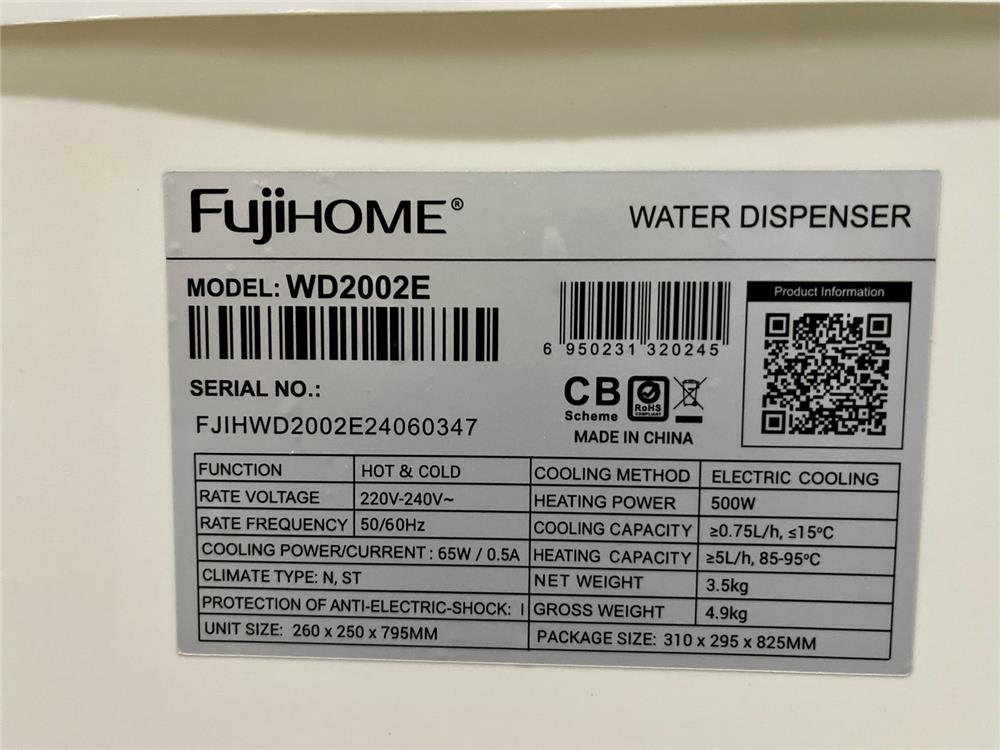 FujiHOME®
WATER DISPENSER
MODEL: WD2002E
SERIAL NO.:
FJIHWD2002E24060347
6 950231 320245
CB
Scheme
RoHS
COMPLIANT
MADE IN CHINA
Product Information
FUNCTION HOT & COLD
RATE VOLTAGE 220V-240V~
RATE FREQUENCY 50/60Hz
COOLING POWER/CURRENT : 65W / 0.5A
CLIMATE TYPE: N, ST
PROTECTION OF ANTI-ELECTRIC-SHOCK: I
UNIT SIZE: 260 x 250 x 795MM
COOLING METHOD ELECTRIC COOLING
HEATING POWER 500W
COOLING CAPACITY ≥0.75L/h, ≤15ºC
HEATING CAPACITY ≥5L/h, 85-95ºC
NET WEIGHT 3.5kg
GROSS WEIGHT 4.9kg
PACKAGE SIZE: 310 x 295 x 825MM